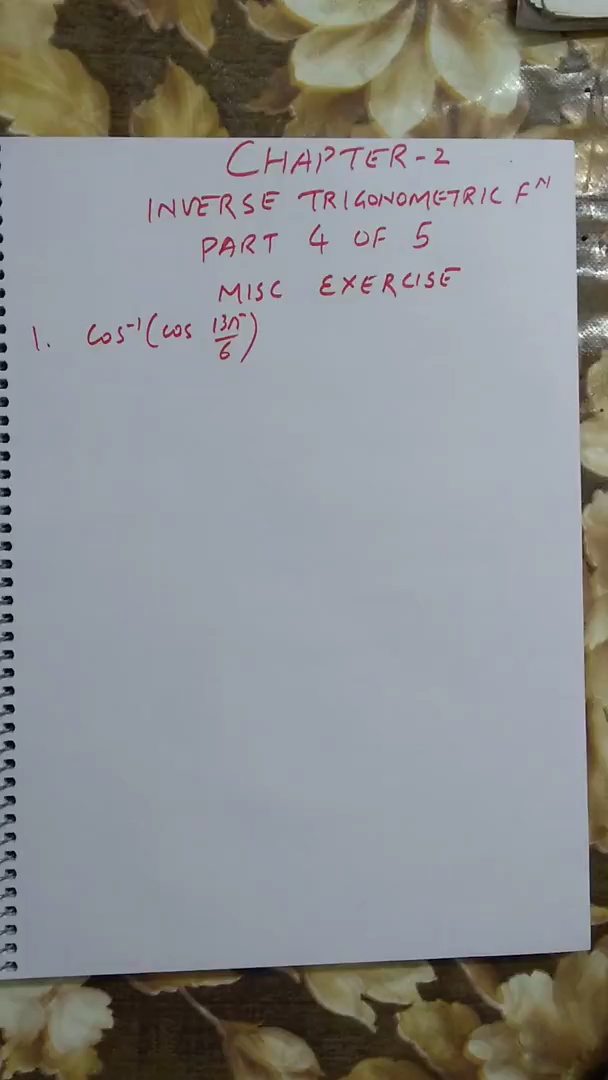 CHAPTER-2
INVERSE TRIGONOMETRIC Fᴺ
PART 4 OF 5
MISC EXERCISE
1. cos⁻¹(cos 13π/6)